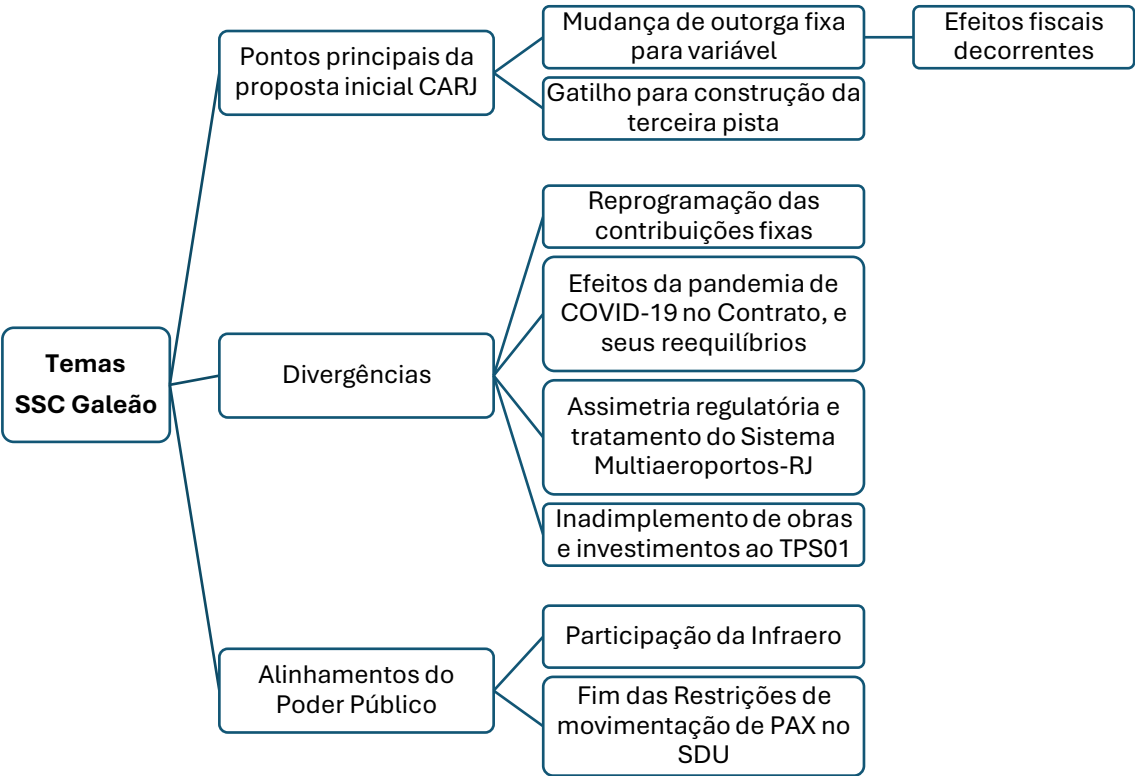 Temas
SSC Galeão
Pontos principais da
proposta inicial CARJ
Mudança de outorga fixa
para variável
Efeitos fiscais
decorrentes
Gatilho para construção da
terceira pista
Divergências
Reprogramação das
contribuições fixas
Efeitos da pandemia de
COVID-19 no Contrato, e
seus reequilíbrios
Assimetria regulatória e
tratamento do Sistema
Multiaeroportos-RJ
Inadimplemento de obras
e investimentos ao TPS01
Alinhamentos do
Poder Público
Participação da Infraero
Fim das Restrições de
movimentação de PAX no
SDU